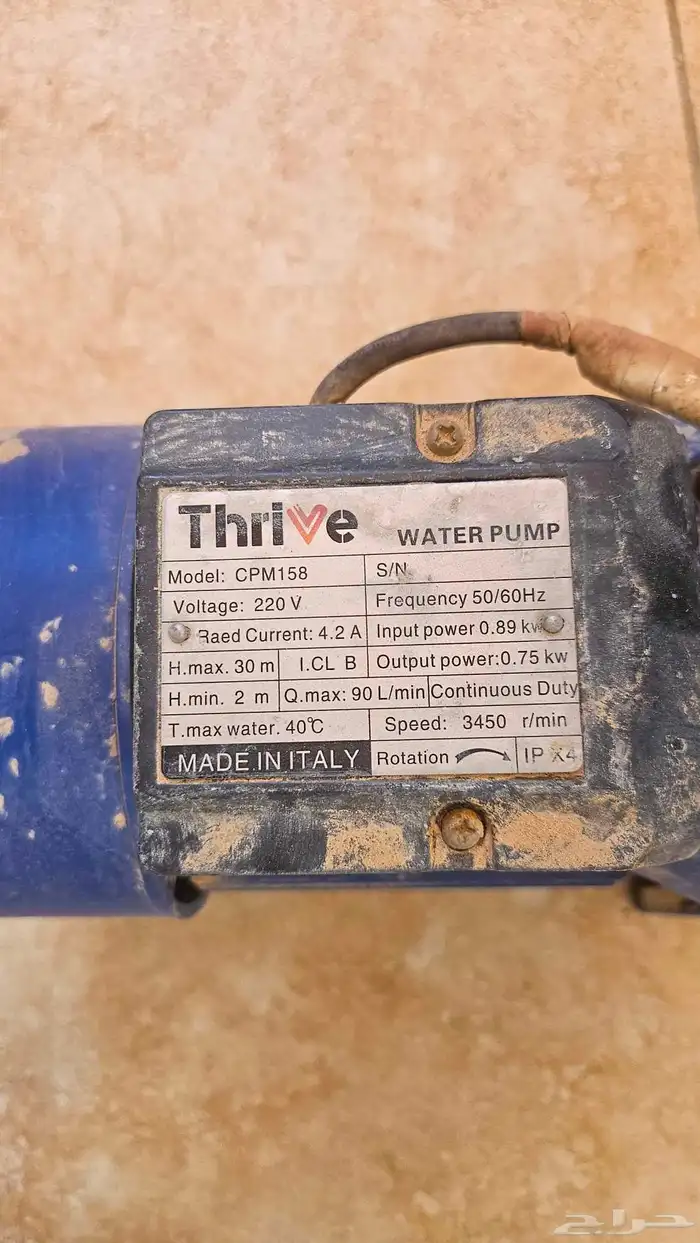 Thrive WATER PUMP
Model: CPM158 S/N
Voltage: 220 V Frequency 50/60Hz
Raed Current: 4.2 A Input power 0.89 kw
H.max. 30 m I.CL B Output power:0.75 kw
H.min. 2 m Q.max: 90 L/min Continuous Duty
T.max water. 40℃ Speed: 3450 r/min
MADE IN ITALY Rotation IP X4
حراج